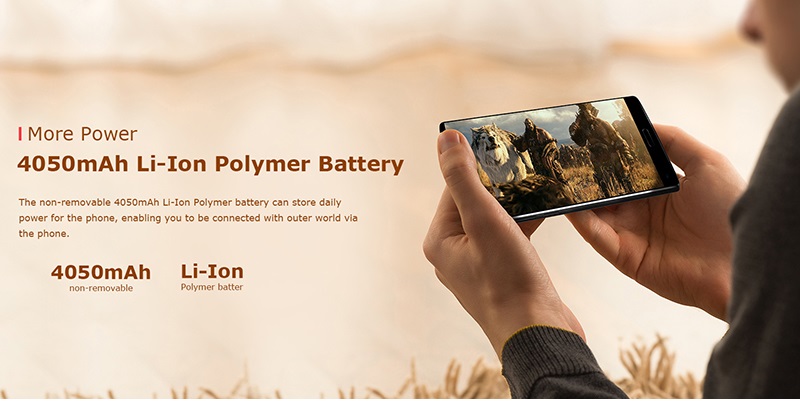 More Power
4050mAh Li-Ion Polymer Battery
The non-removable 4050mAh Li-Ion Polymer battery can store daily
power for the phone, enabling you to be connected with outer world via
the phone.
4050mAh Li-Ion
non-removable Polymer batter